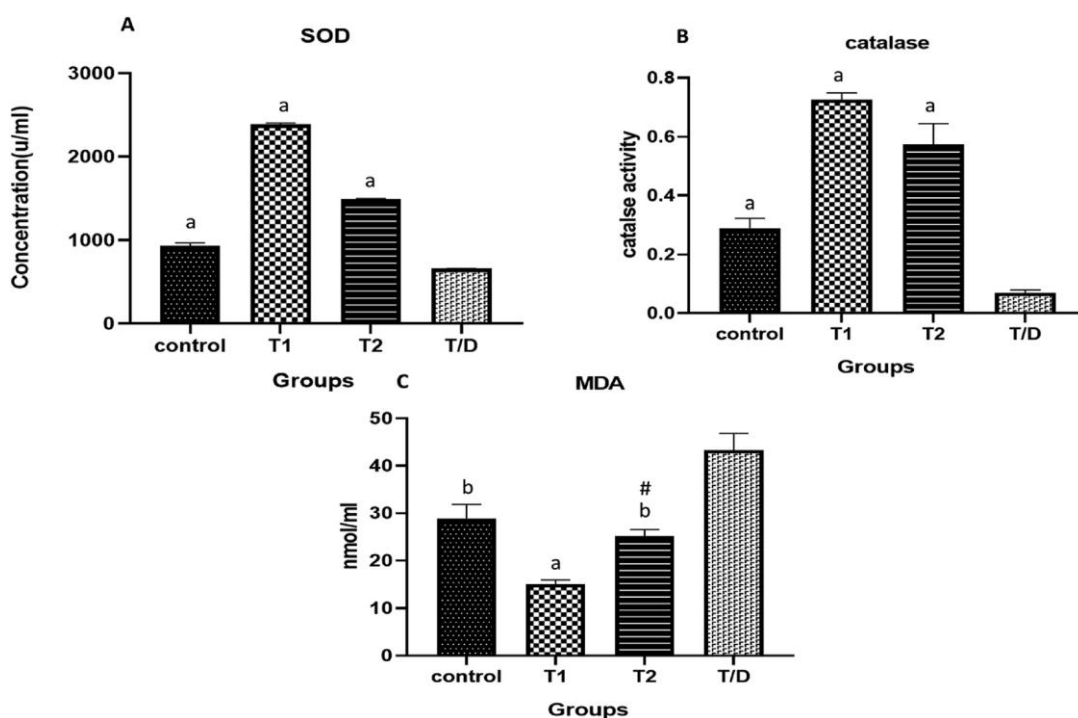 A
SOD
Concentration(u/ml)
3000
2000
1000
0
a
a
a
control
T1
T2
T/D
Groups
B
catalase
catalse activity
0.8
0.6
0.4
0.2
0.0
a
a
a
control
T1
T2
T/D
Groups
C
MDA
nmol/ml
50
40
30
20
10
0
b
a
#
b
control
T1
T2
T/D
Groups